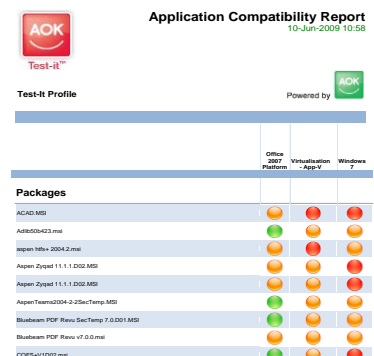 AOK
Application Compatibility Report
10-Jun-2009 10:58
Test-it™
Test-It Profile
Powered by AOK
Office 2007 Platform
Virtualisation - App-V
Windows 7
Packages
ACAD.MSI
Adlib50b423.msi
aspen htfs+ 2004.2.msi
Aspen Zyqad 11.1.1.D02.MSI
Aspen Zyqad 11.1.1.D02.MSI
AspenTeams2004-2-2SecTemp.MSI
Bluebeam PDF Revu SecTemp 7.0.D01.MSI
Bluebeam PDF Revu v7.0.0.msi